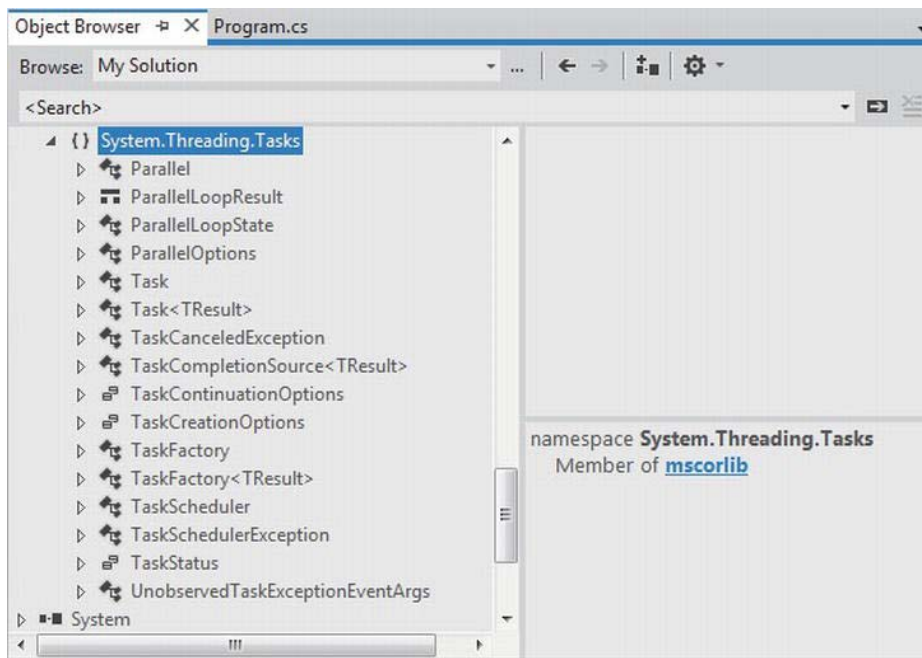 Object Browser Program.cs
Browse: My Solution ...
<Search>
{ } System.Threading.Tasks
Parallel
ParallelLoopResult
ParallelLoopState
ParallelOptions
Task
Task<TResult>
TaskCanceledException
TaskCompletionSource<TResult>
TaskContinuationOptions
TaskCreationOptions
TaskFactory
TaskFactory<TResult>
TaskScheduler
TaskSchedulerException
TaskStatus
UnobservedTaskExceptionEventArgs
System
namespace System.Threading.Tasks
Member of mscorlib